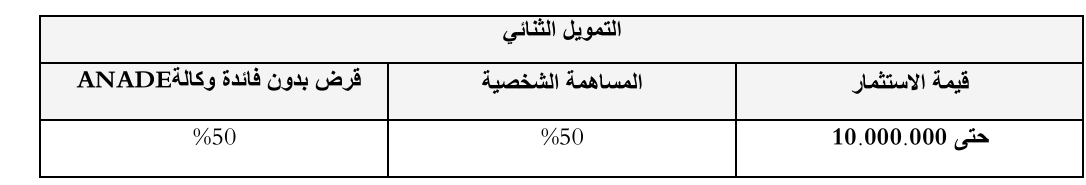 التمويل الثنائي
قيمة الاستثمار	المساهمة الشخصية	قرض بدون فائدة وكالةANADE
حتى 10.000.000	%50	%50